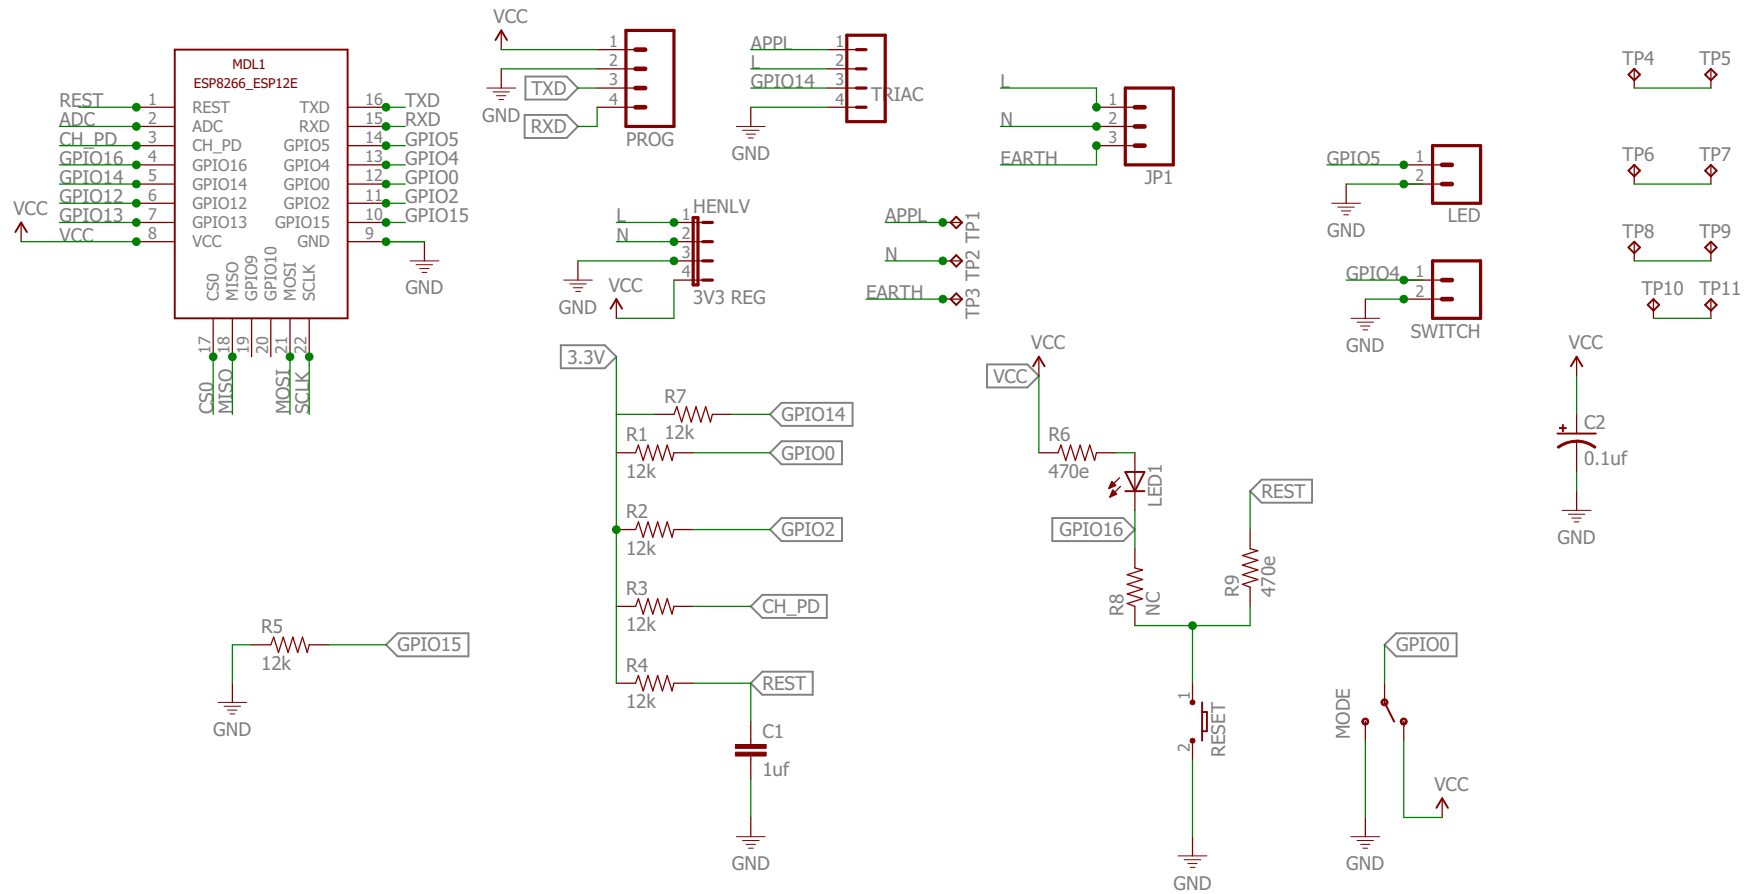 MDL1
ESP8266_ESP12E
REST 1 REST TXD 16 TXD
ADC 2 ADC RXD 15 RXD
CH_PD 3 CH_PD GPIO5 14 GPIO5
GPIO16 4 GPIO16 GPIO4 13 GPIO4
GPIO14 5 GPIO14 GPIO0 12 GPIO0
GPIO12 6 GPIO12 GPIO2 11 GPIO2
GPIO13 7 GPIO13 GPIO15 10 GPIO15
VCC
VCC 8 VCC GND 9
GND
CS0 MISO GPIO9 GPIO10 MOSI SCLK
17 18 19 20 21 22
CS0 MISO MOSI SCLK
VCC
1
2
TXD 3
RXD 4
GND
PROG
APPL 1
L 2
GPIO14 3
4
TRIAC
GND
L 1
N 2
EARTH 3
JP1
HENLV
L 1
N 2
3
4
GND
VCC
3V3 REG
APPL TP1
N TP2
EARTH TP3
GPIO5 1
2
GND
LED
GPIO4 1
2
GND
SWITCH
TP4 TP5
TP6 TP7
TP8 TP9
TP10 TP11
3.3V
R7
12k
GPIO14
R1
12k
GPIO0
R2
12k
GPIO2
R3
12k
CH_PD
R4
12k
REST
C1
1uf
GND
R5
12k
GPIO15
GND
VCC
VCC
R6
470e
LED1
GPIO16
R8
NC
REST
R9
470e
1
2
RESET
GND
VCC
C2
0.1uf
GND
GPIO0
MODE
VCC
GND